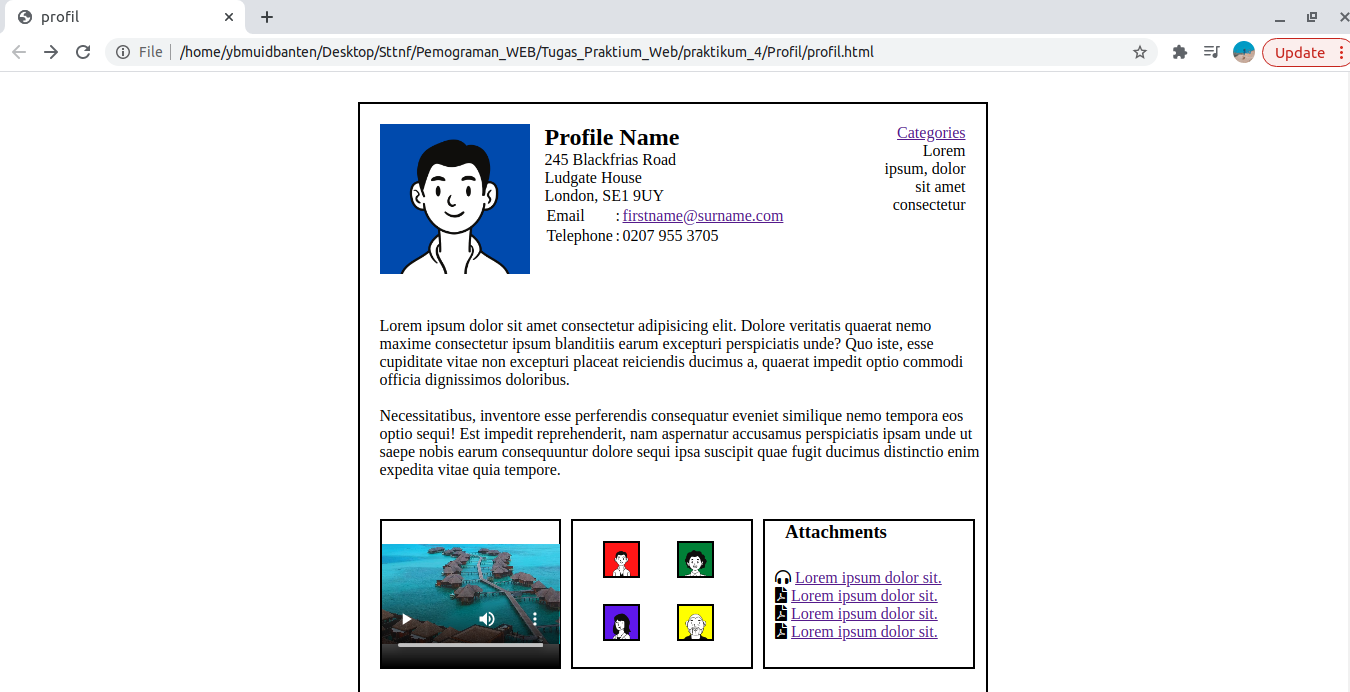 profil
File
/home/ybmuidbanten/Desktop/Sttnf/Pemograman_WEB/Tugas_Praktium_Web/praktikum_4/Profil/profil.html
Update
Profile Name
245 Blackfrias Road
Ludgate House
London, SE1 9UY
Email : firstname@surname.com
Telephone : 0207 955 3705
Categories
Lorem
ipsum, dolor
sit amet
consectetur
Lorem ipsum dolor sit amet consectetur adipisicing elit. Dolore veritatis quaerat nemo
maxime consectetur ipsum blanditiis earum excepturi perspiciatis unde? Quo iste, esse
cupiditate vitae non excepturi placeat reiciendis ducimus a, quaerat impedit optio commodi
officia dignissimos doloribus.
Necessitatibus, inventore esse perferendis consequatur eveniet similique nemo tempora eos
optio sequi! Est impedit reprehenderit, nam aspernatur accusamus perspiciatis ipsam unde ut
saepe nobis earum consequuntur dolore sequi ipsa suscipit quae fugit ducimus distinctio enim
expedita vitae quia tempore.
Attachments
Lorem ipsum dolor sit.
Lorem ipsum dolor sit.
Lorem ipsum dolor sit.
Lorem ipsum dolor sit.